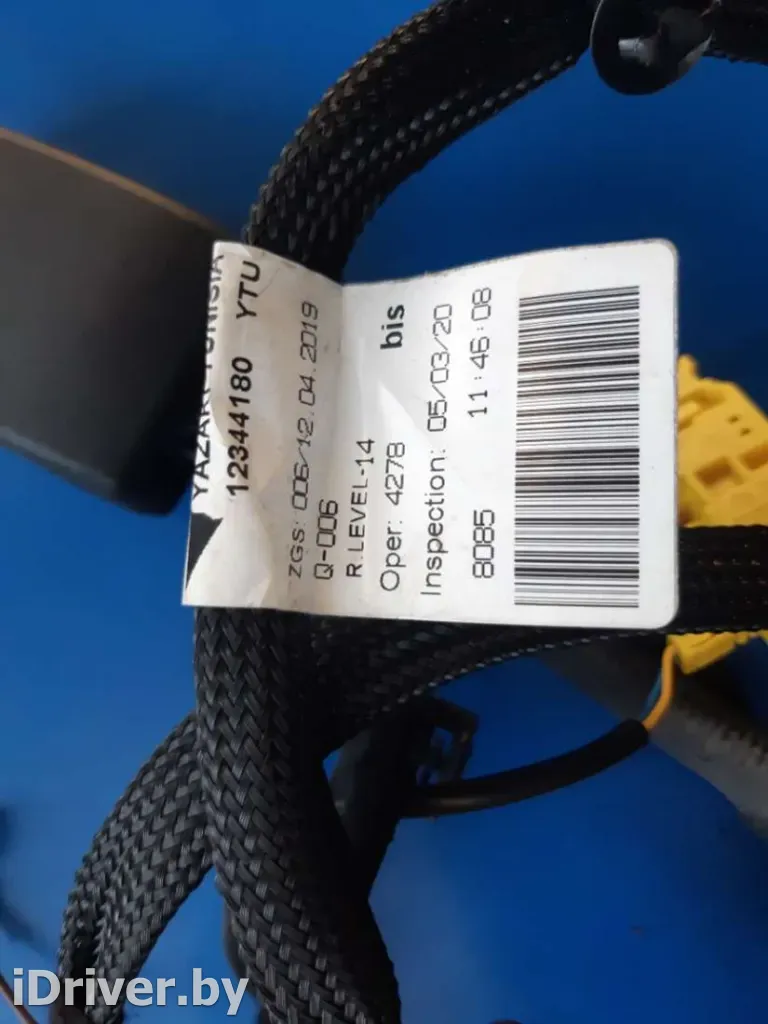 YAZAKI TUNISIA
12344180 YTU
ZGS: 006/12.04.2019
Q-006
R.LEVEL-14 bis
Oper: 4278
Inspection: 05/03/20
8085 11:46:08
iDriver.by